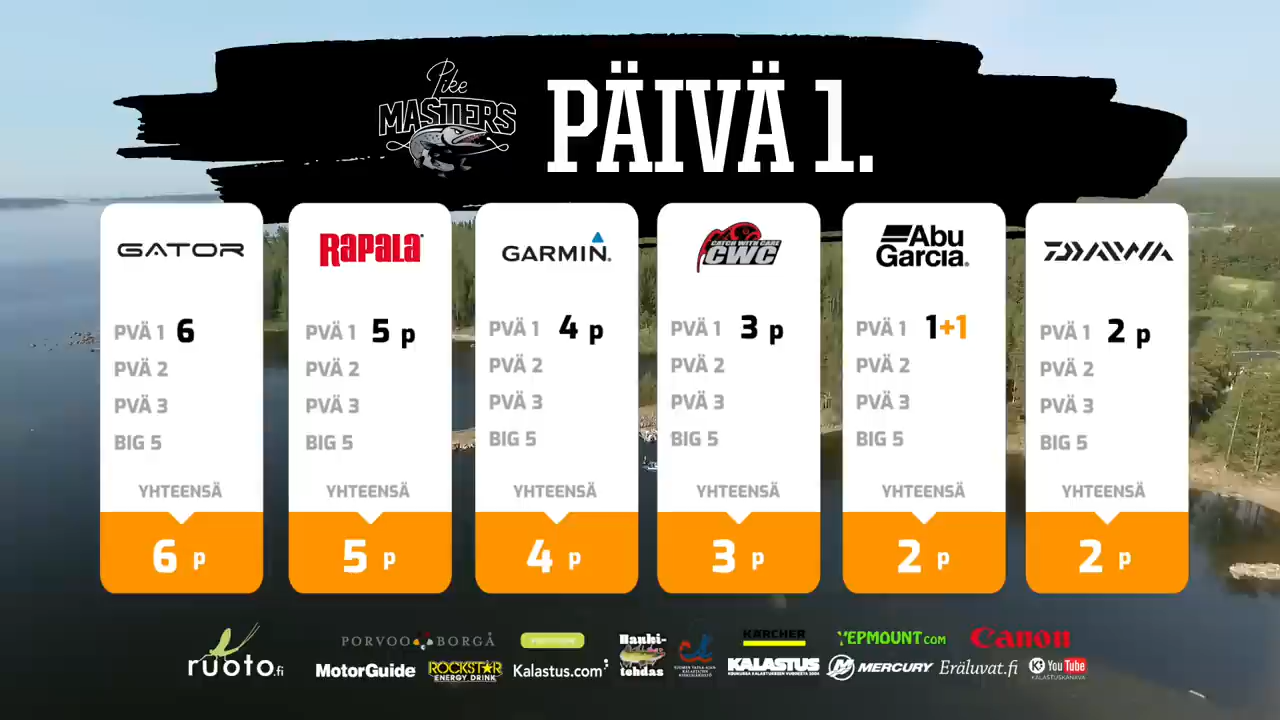 Pike
MASTERS
PÄIVÄ 1.
GATOR
PVÄ 1 6
PVÄ 2
PVÄ 3
BIG 5
YHTEENSÄ
6 p
Rapala
PVÄ 1 5 p
PVÄ 2
PVÄ 3
BIG 5
YHTEENSÄ
5 p
GARMIN
PVÄ 1 4 p
PVÄ 2
PVÄ 3
BIG 5
YHTEENSÄ
4 p
CATCH WITH CARE
CWC
PVÄ 1 3 p
PVÄ 2
PVÄ 3
BIG 5
YHTEENSÄ
3 p
Abu
Garcia
PVÄ 1 1+1
PVÄ 2
PVÄ 3
BIG 5
YHTEENSÄ
2 p
DAIWA
PVÄ 1 2 p
PVÄ 2
PVÄ 3
BIG 5
YHTEENSÄ
2 p
ruoto.fi
PORVOO BORGÅ
MotorGuide
ROCKSTAR
ENERGY DRINK
Kalastus.com
Hauki-
tehdas
KÄRCHER
KALASTUS
YEPMOUNT.COM
MERCURY
Canon
Eräluvat.fi
K3 YouTube
KALASTUSKANAVA